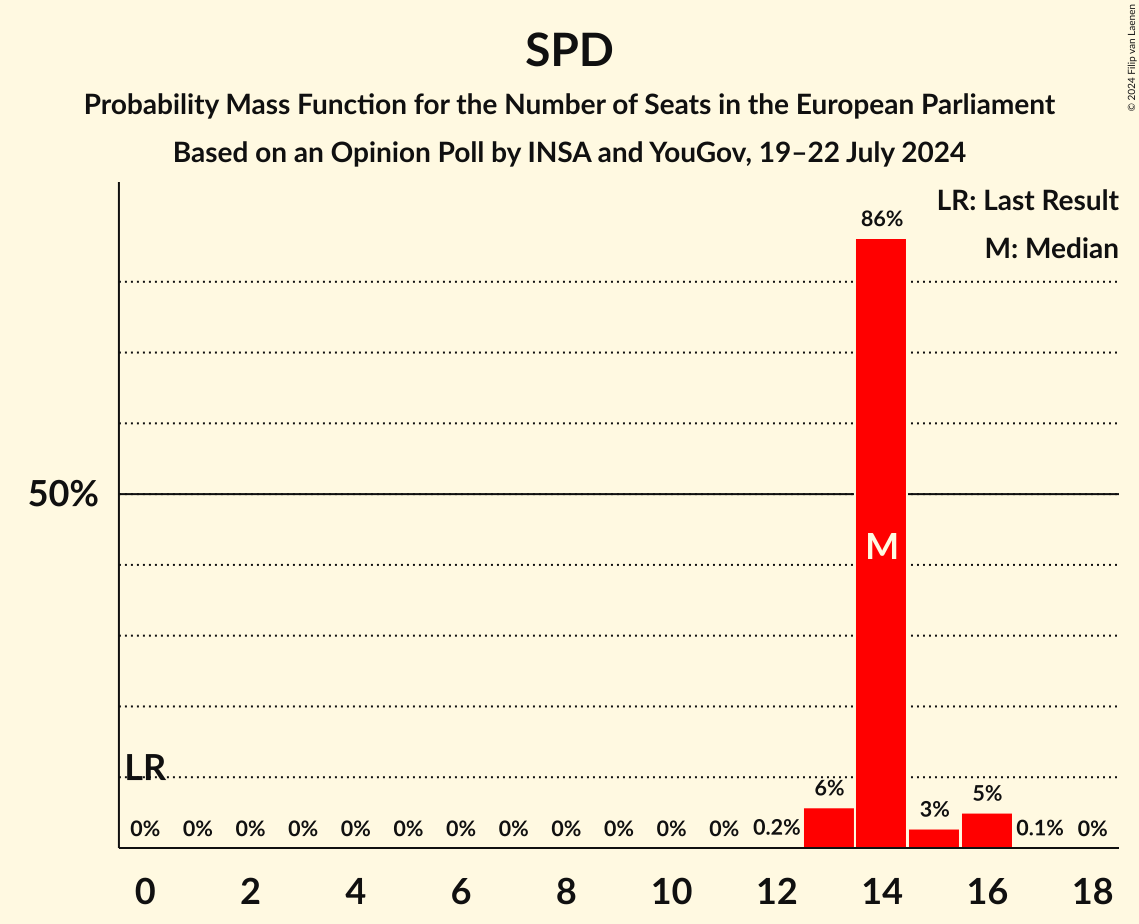 SPD
Probability Mass Function for the Number of Seats in the European Parliament
Based on an Opinion Poll by INSA and YouGov, 19–22 July 2024
© 2024 Filip van Laenen
LR: Last Result
M: Median
86%
50%
M
LR
0% 0% 0% 0% 0% 0% 0% 0% 0% 0% 0% 0% 0.2% 6% 3% 5% 0.1% 0%
0 2 4 6 8 10 12 14 16 18